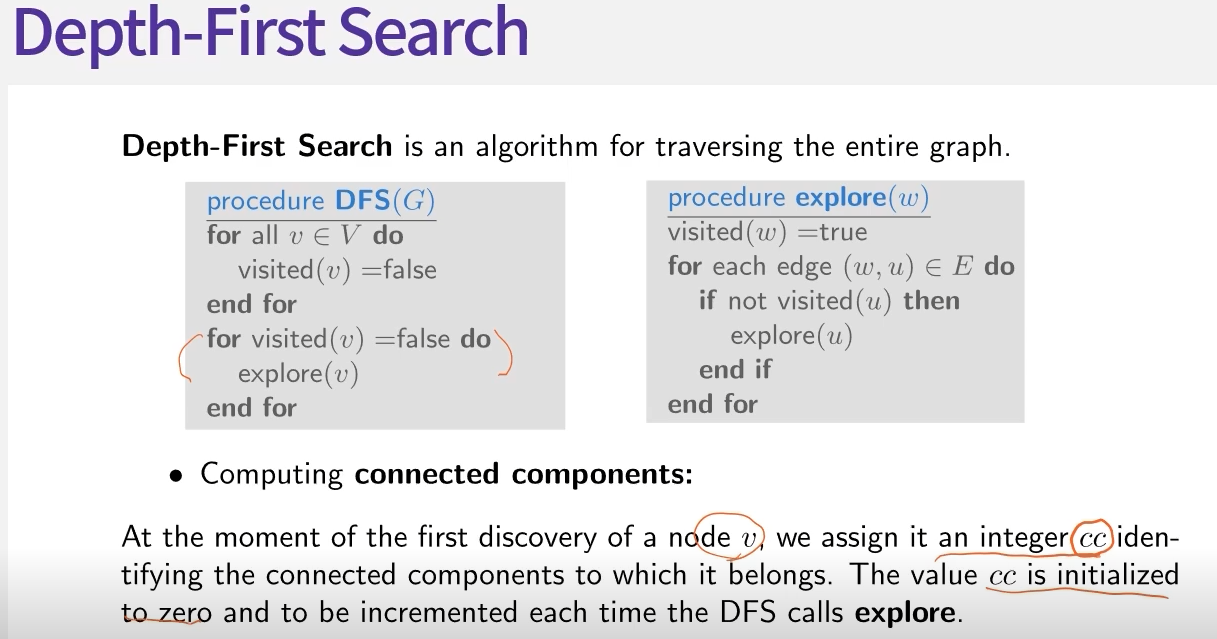 Depth-First Search
Depth-First Search is an algorithm for traversing the entire graph.
procedure DFS(G)
for all v ∈ V do
visited(v) =false
end for
for visited(v) =false do
explore(v)
end for
procedure explore(w)
visited(w) =true
for each edge (w, u) ∈ E do
if not visited(u) then
explore(u)
end if
end for
• Computing connected components:
At the moment of the first discovery of a node v, we assign it an integer cc iden-
tifying the connected components to which it belongs. The value cc is initialized
to zero and to be incremented each time the DFS calls explore.